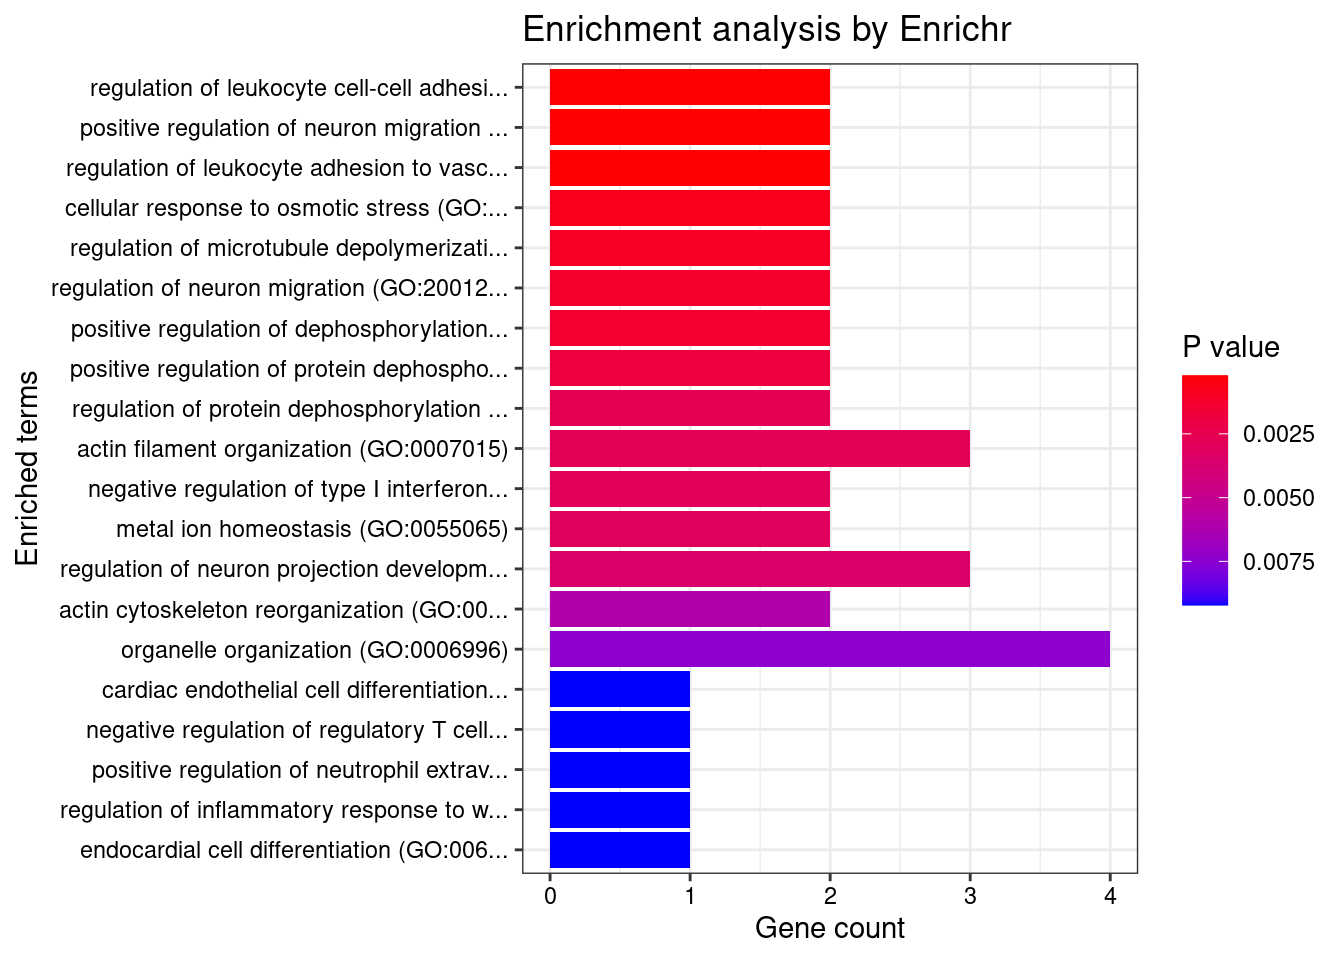 Enrichment analysis by Enrichr
regulation of leukocyte cell-cell adhesi...
positive regulation of neuron migration ...
regulation of leukocyte adhesion to vasc...
cellular response to osmotic stress (GO:...
regulation of microtubule depolymerizati...
regulation of neuron migration (GO:20012...
positive regulation of dephosphorylation...
positive regulation of protein dephospho...
regulation of protein dephosphorylation ...
actin filament organization (GO:0007015)
negative regulation of type I interferon...
metal ion homeostasis (GO:0055065)
regulation of neuron projection developm...
actin cytoskeleton reorganization (GO:00...
organelle organization (GO:0006996)
cardiac endothelial cell differentiation...
negative regulation of regulatory T cell...
positive regulation of neutrophil extrav...
regulation of inflammatory response to w...
endocardial cell differentiation (GO:006...
Enriched terms
0 1 2 3 4
Gene count
P value
0.0025
0.0050
0.0075